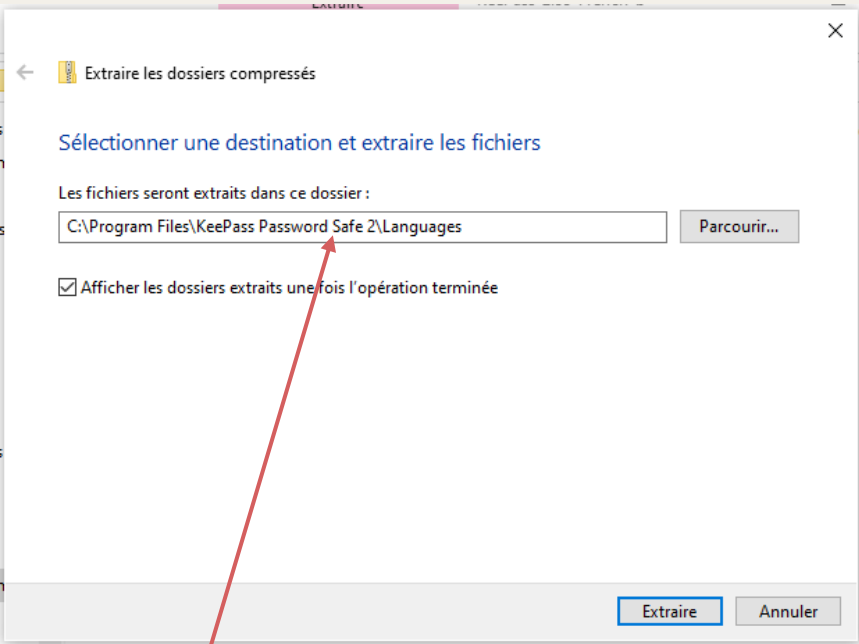 Extraire les dossiers compressés
Sélectionner une destination et extraire les fichiers
Les fichiers seront extraits dans ce dossier :
C:\Program Files\KeePass Password Safe 2\Languages
Parcourir...
Afficher les dossiers extraits une fois l'opération terminée
Extraire
Annuler